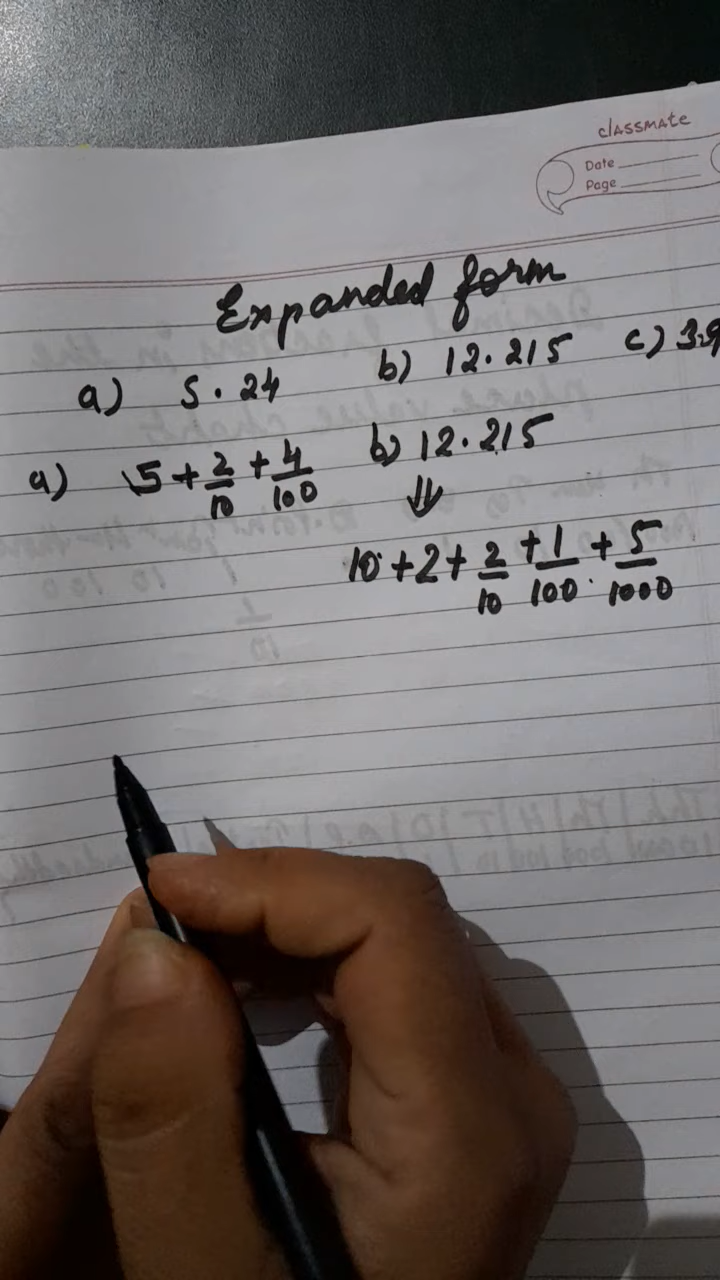 classmate
Date
Page
Expanded form
a) 5.24 b) 12.215 c) 3.9
a) 5 + 2/10 + 4/100 b) 12.215
⇓
10 + 2 + 2/10 + 1/100 + 5/1000